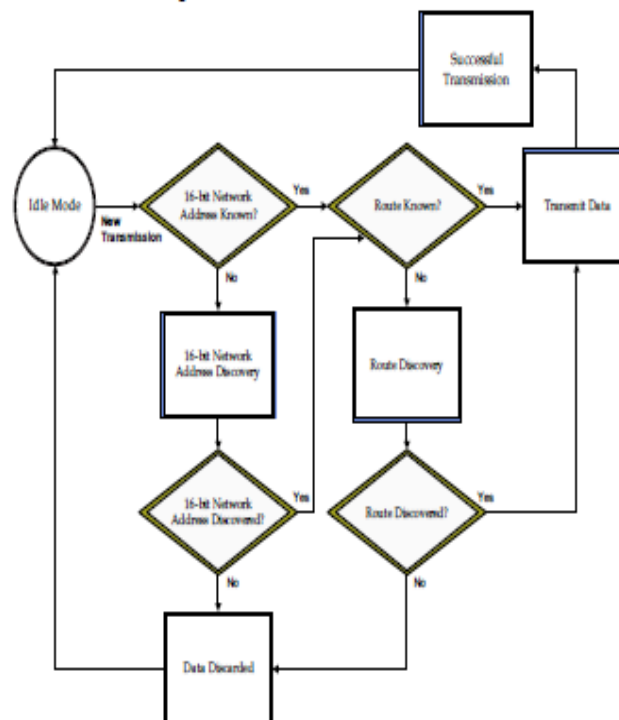 Successful
Transmission
Idle Mode
New
Transmission
16-bit Network
Address Known?
Yes
Route Known?
Yes
Transmit Data
No
No
16-bit Network
Address Discovery
Route Discovery
16-bit Network
Address Discovered?
Yes
Route Discovered?
Yes
No
No
Data Discarded